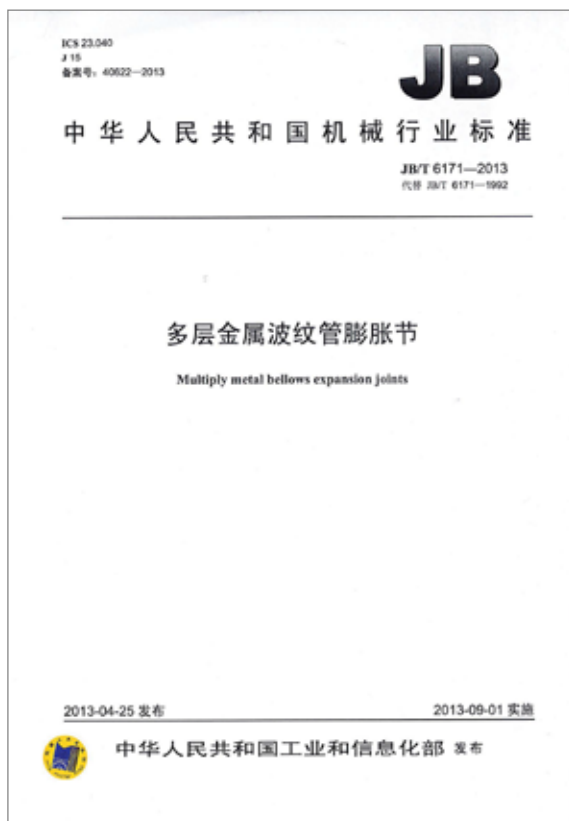 ICS 23.040
J 15
备案号：40622—2013
JB
中华人民共和国机械行业标准
JB/T 6171—2013
代替 JB/T 6171—1992
多层金属波纹管膨胀节
Multiply metal bellows expansion joints
2013-04-25 发布
2013-09-01 实施
中华人民共和国工业和信息化部 发布